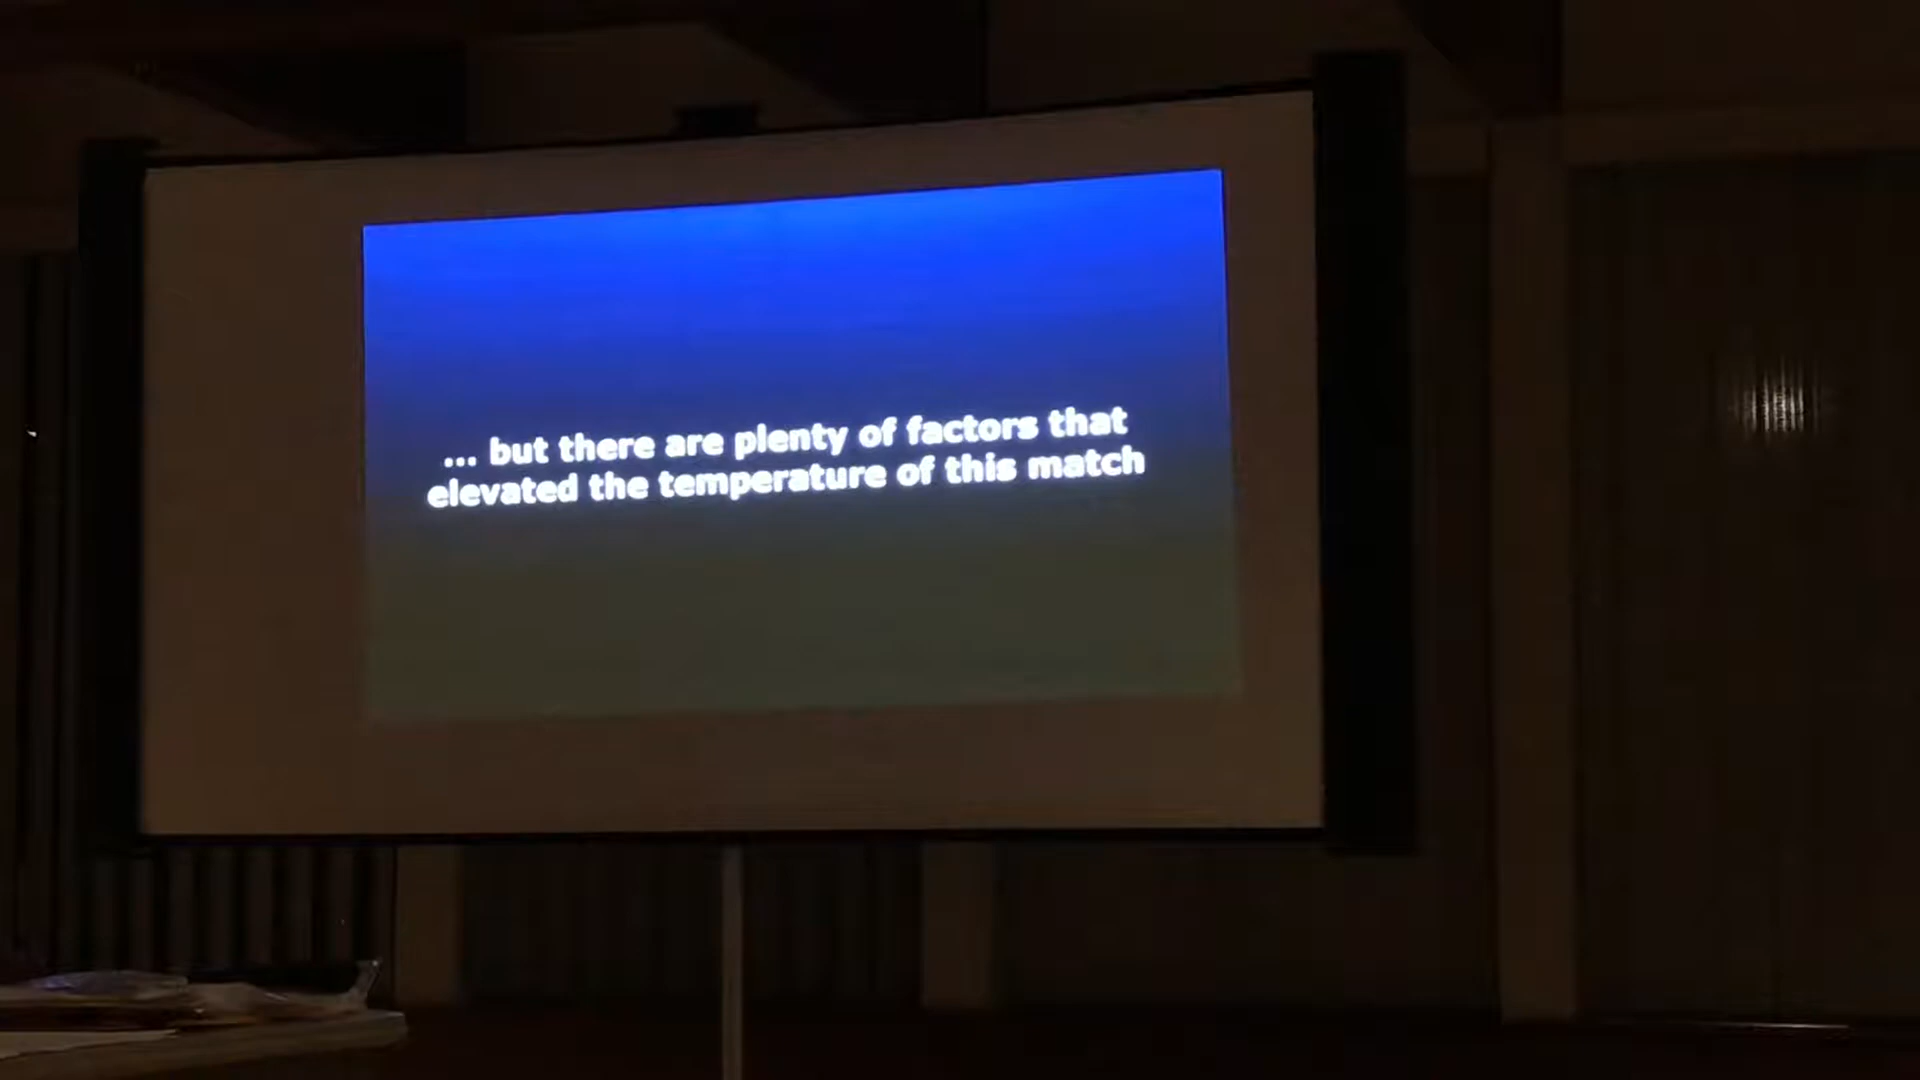 ... but there are plenty of factors that
elevated the temperature of this match